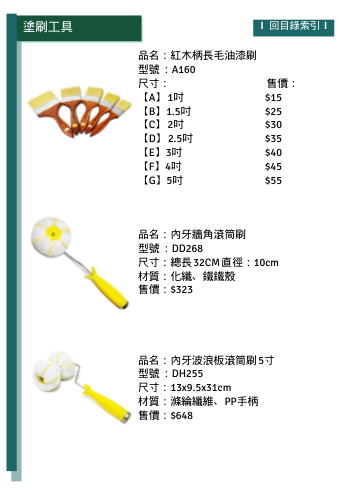 塗刷工具
回目錄索引
品名：紅木柄長毛油漆刷
型號：A160
尺寸： 售價：
【A】1吋 $15
【B】1.5吋 $25
【C】2吋 $30
【D】2.5吋 $35
【E】3吋 $40
【F】4吋 $45
【G】5吋 $55
品名：內牙牆角滾筒刷
型號：DD268
尺寸：總長32CM直徑：10cm
材質：化纖、鐵鐵殼
售價：$323
品名：內牙波浪板滾筒刷5寸
型號：DH255
尺寸：13x9.5x31cm
材質：滌綸纖維、PP手柄
售價：$648